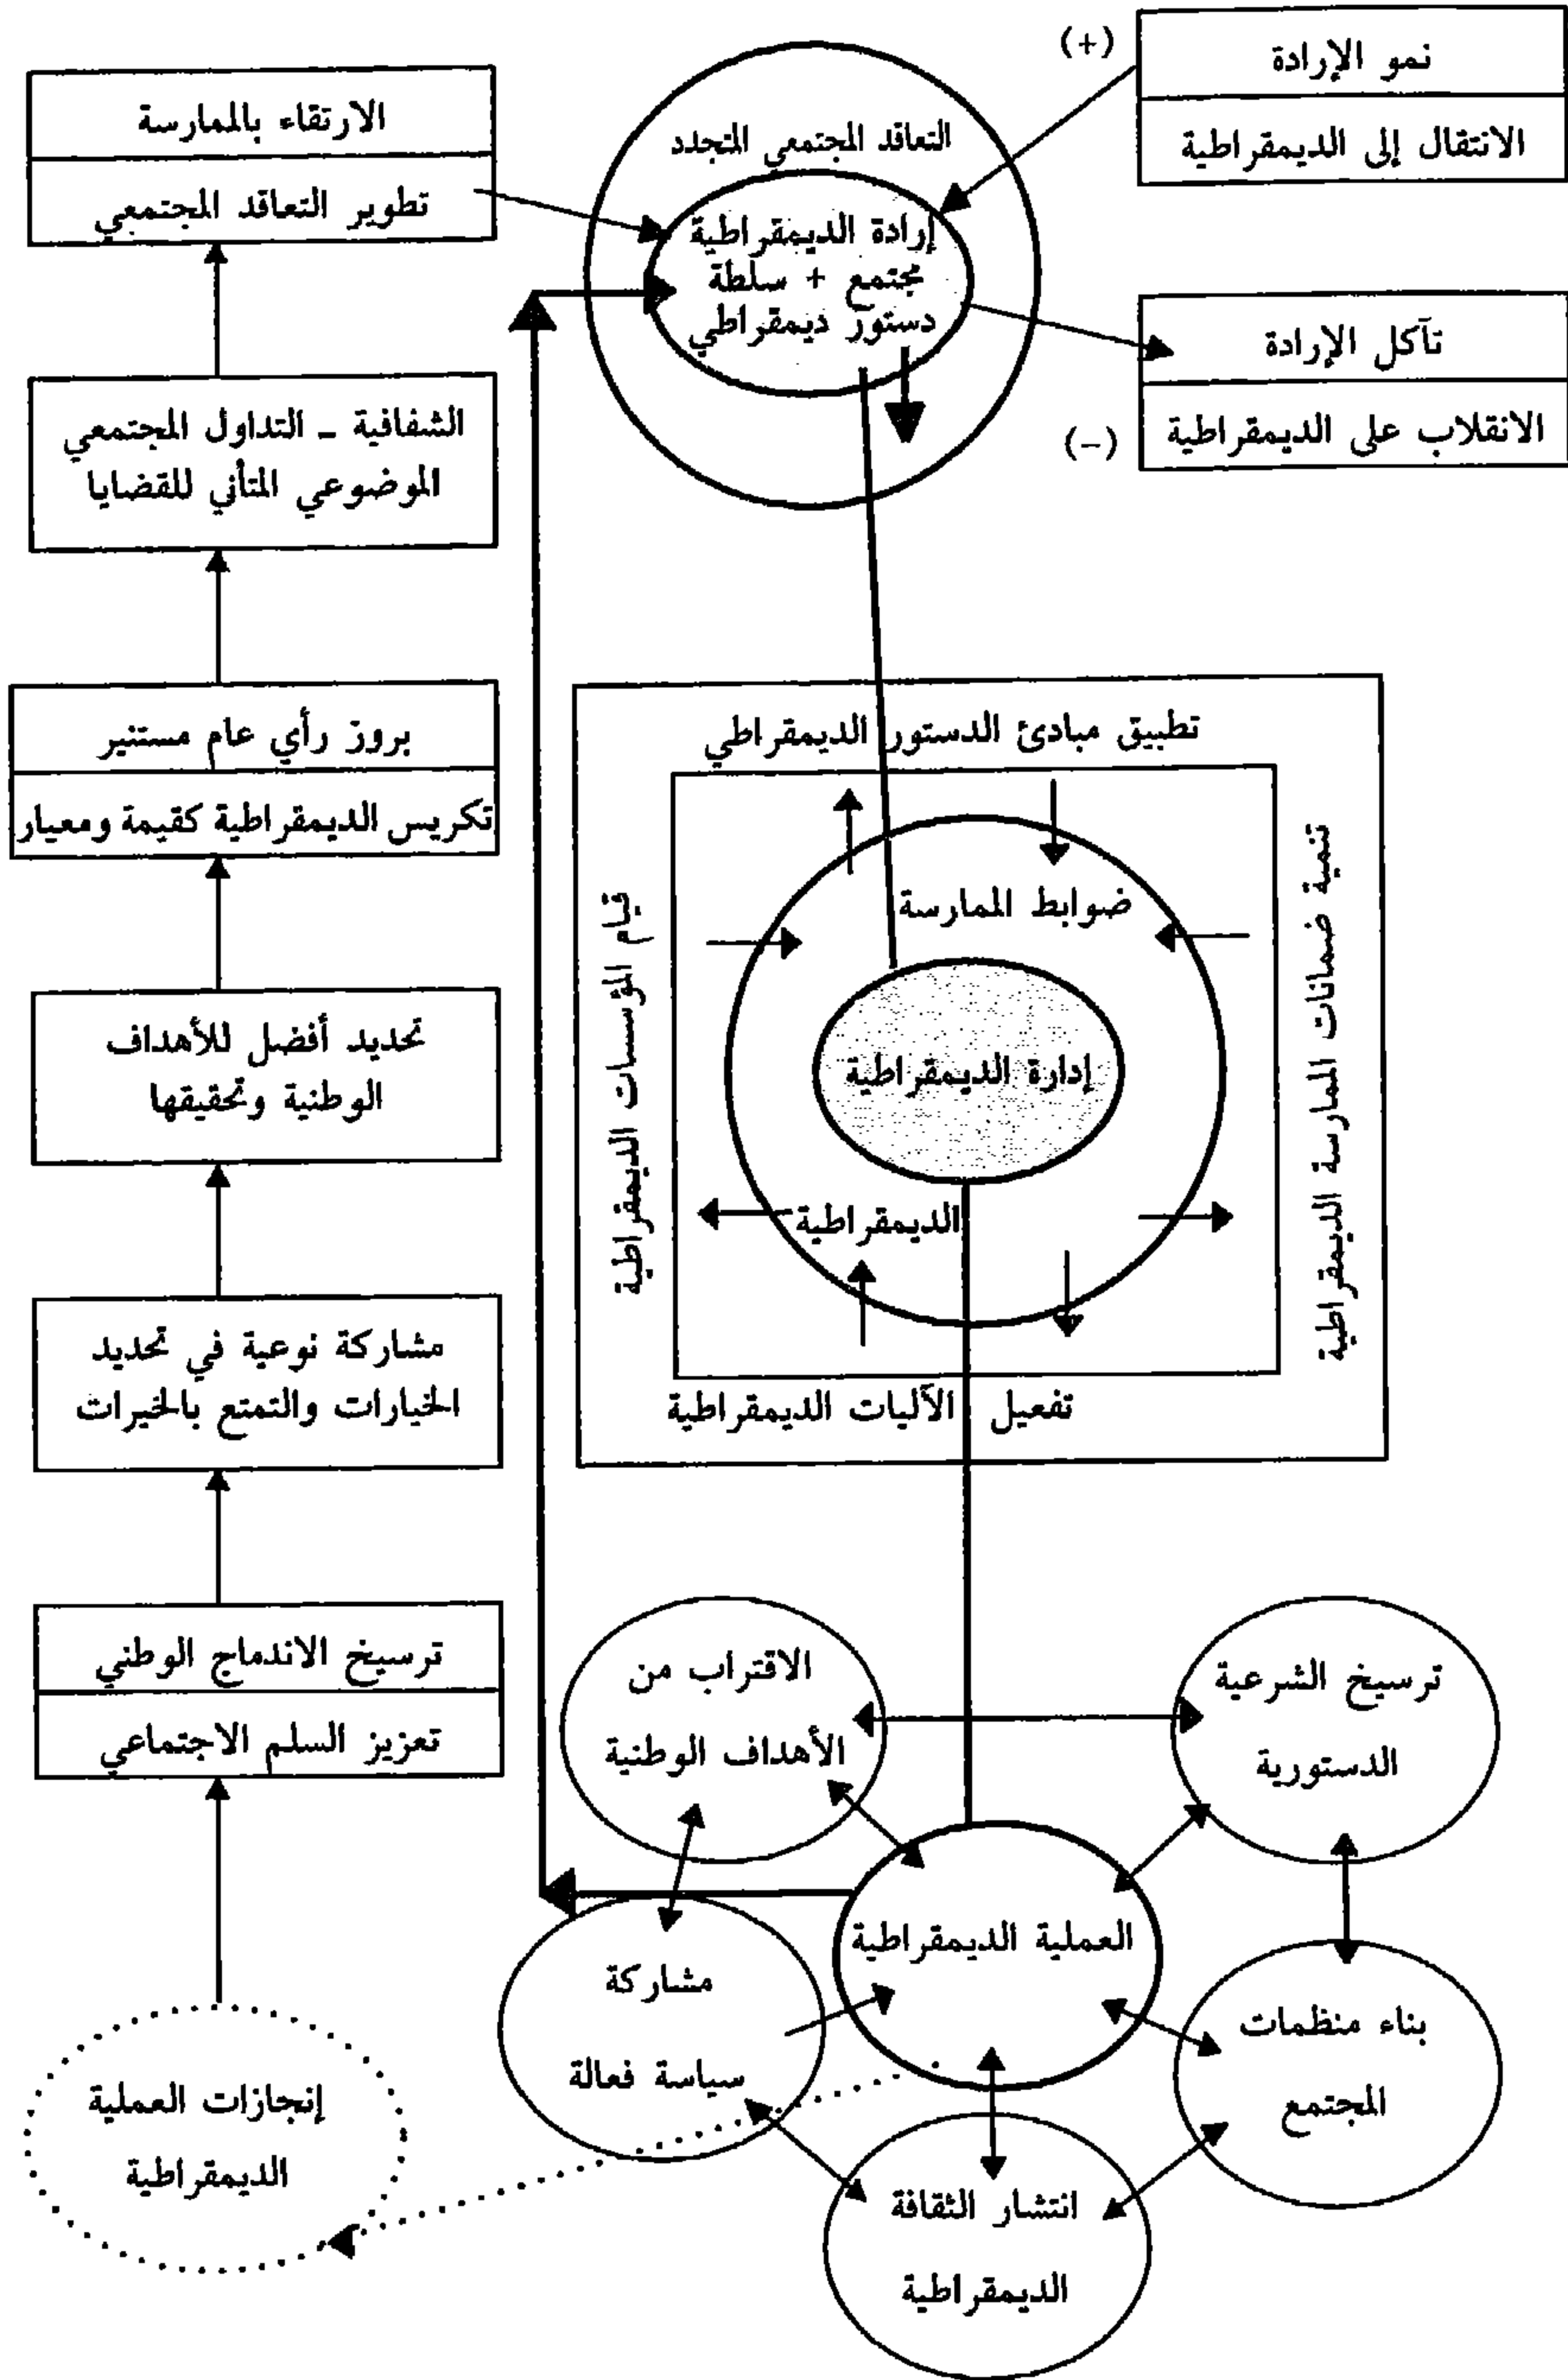 (+)
نمو الإرادة
الانتقال إلى الديمقراطية
التعاقد المجتمعي المتجدد
إرادة الديمقراطية
مجتمع + سلطة
دستور ديمقراطي
تآكل الإرادة
الانقلاب على الديمقراطية
(-)
الارتقاء بالممارسة
تطوير التعاقد المجتمعي
الشفافية ـ التداول المجتمعي
الموضوعي المتأني للقضايا
بروز رأي عام مستنير
تكريس الديمقراطية كقيمة ومعيار
تحديد أفضل للأهداف
الوطنية وتحقيقها
مشاركة نوعية في تحديد
الخيارات والتمتع بالخيرات
ترسيخ الاندماج الوطني
تعزيز السلم الاجتماعي
إنجازات العملية
الديمقراطية
تطبيق مبادئ الدستور الديمقراطي
تنمية ضمانات الممارسة الديمقراطية
قيام المؤسسات الديمقراطية
ضوابط الممارسة
إدارة الديمقراطية
الديمقراطية
تفعيل الآليات الديمقراطية
ترسيخ الشرعية
الدستورية
الاقتراب من
الأهداف الوطنية
العملية الديمقراطية
مشاركة
سياسة فعالة
بناء منظمات
المجتمع
انتشار الثقافة
الديمقراطية